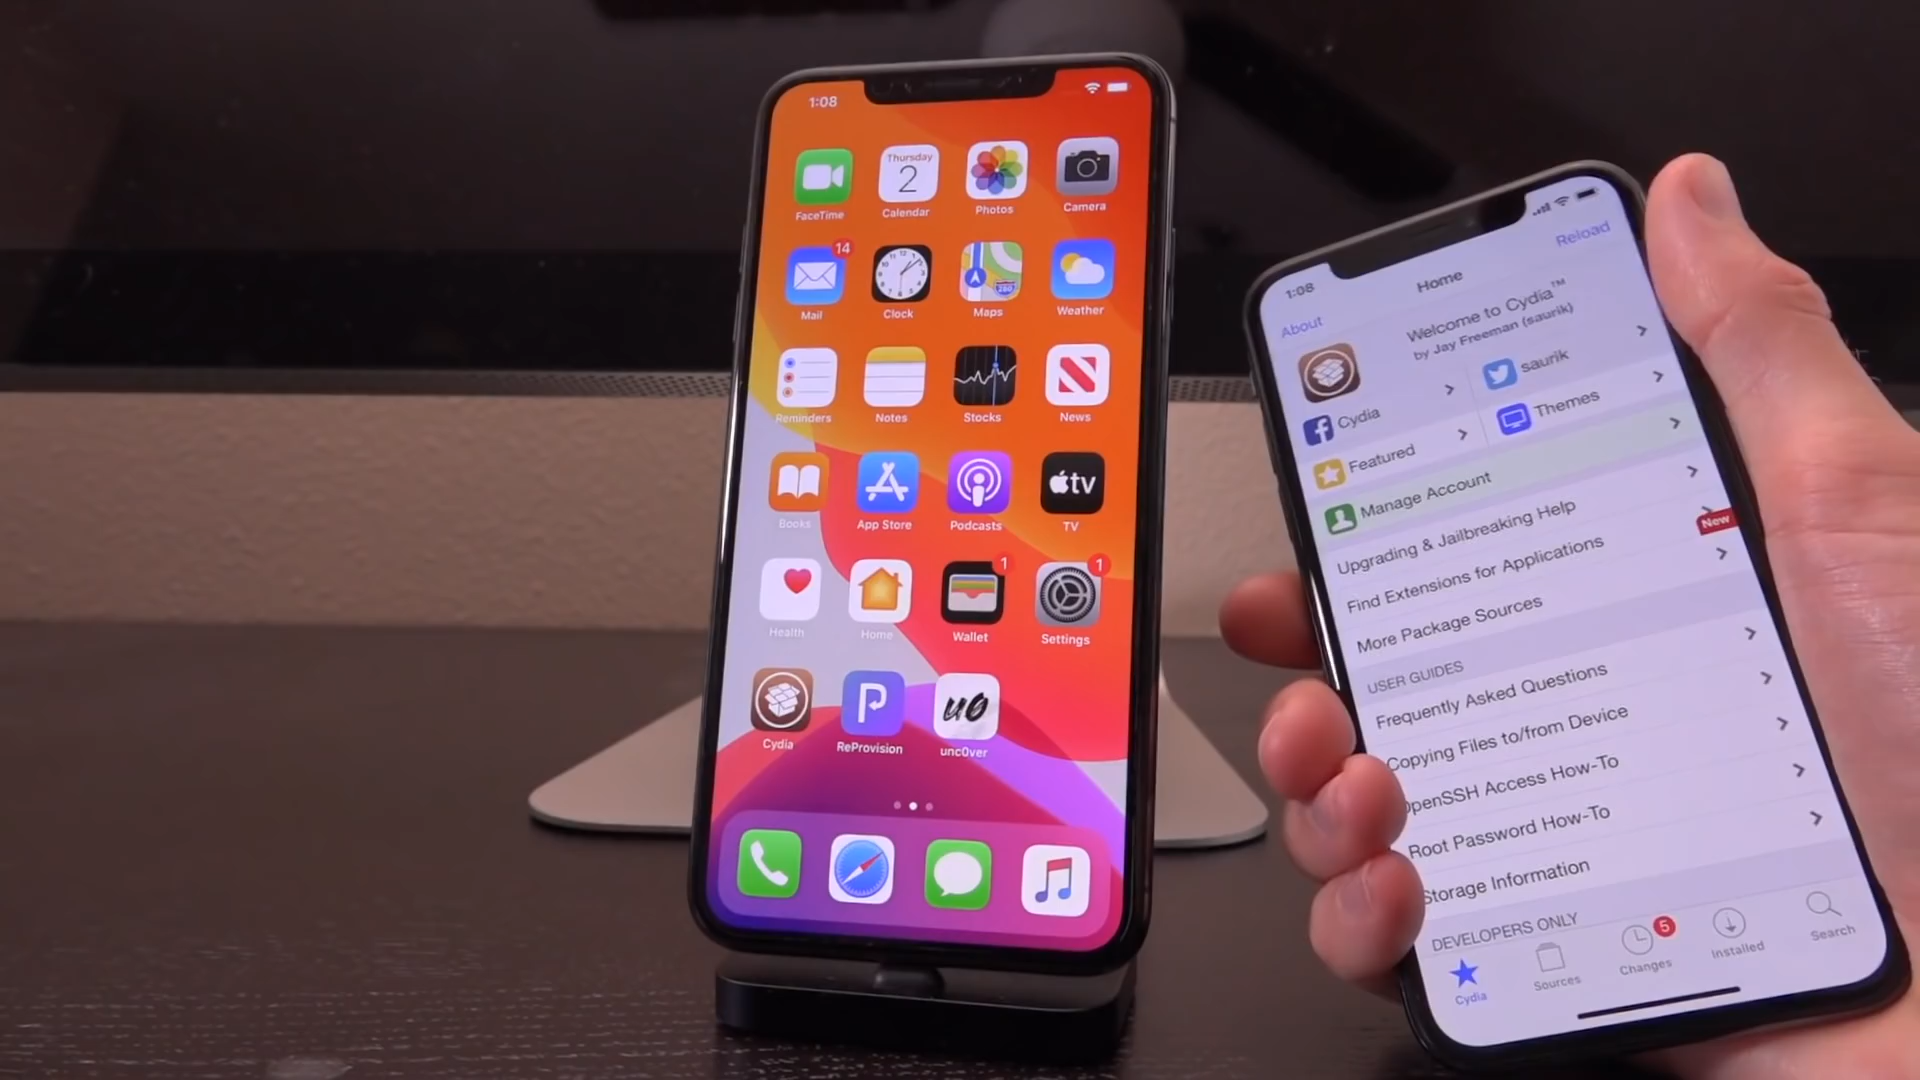 1:08
Thursday
2
FaceTime
Calendar
Photos
Camera
14
Mail
Clock
Maps
280
Weather
Reminders
Notes
Stocks
News
Books
App Store
Podcasts
tv
TV
1
1
Health
Home
Wallet
Settings
P
u0
Cydia
ReProvision
unc0ver
1:08
Home
Reload
About
Welcome to Cydia™
by Jay Freeman (saurik)
Cydia
saurik
Featured
Themes
Manage Account
Upgrading & Jailbreaking Help
New
Find Extensions for Applications
More Package Sources
USER GUIDES
Frequently Asked Questions
Copying Files to/from Device
OpenSSH Access How-To
Root Password How-To
Storage Information
DEVELOPERS ONLY
5
Cydia
Sources
Changes
Installed
Search